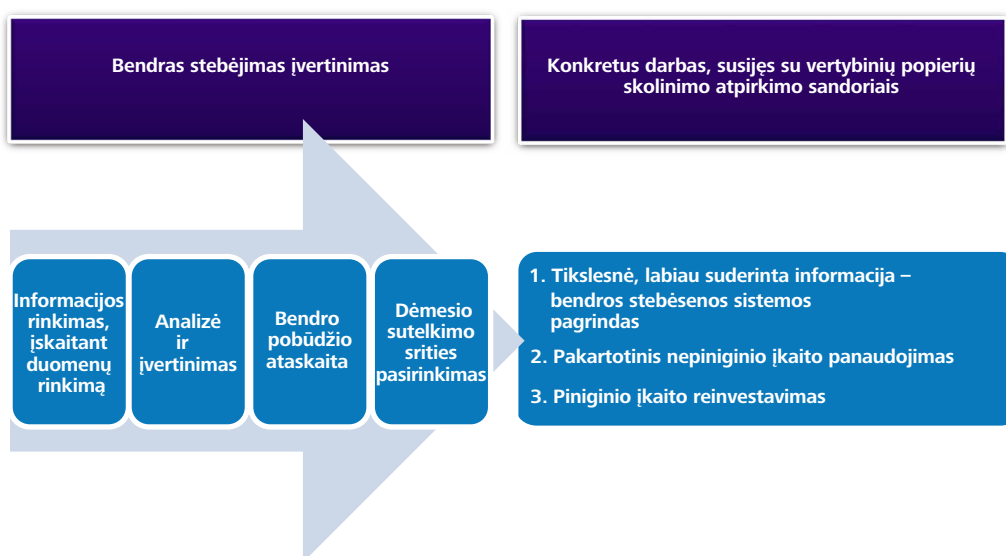 Bendras stebėjimas įvertinimas
Konkretus darbas, susijęs su vertybinių popierių
skolinimo atpirkimo sandoriais
Informacijos
rinkimas,
įskaitant
duomenų
rinkimą
Analizė
ir
įvertinimas
Bendro
pobūdžio
ataskaita
Dėmesio
sutelkimo
srities
pasirinkimas
1. Tikslesnė, labiau suderinta informacija –
bendros stebėsenos sistemos
pagrindas
2. Pakartotinis nepiniginio įkaito panaudojimas
3. Piniginio įkaito reinvestavimas